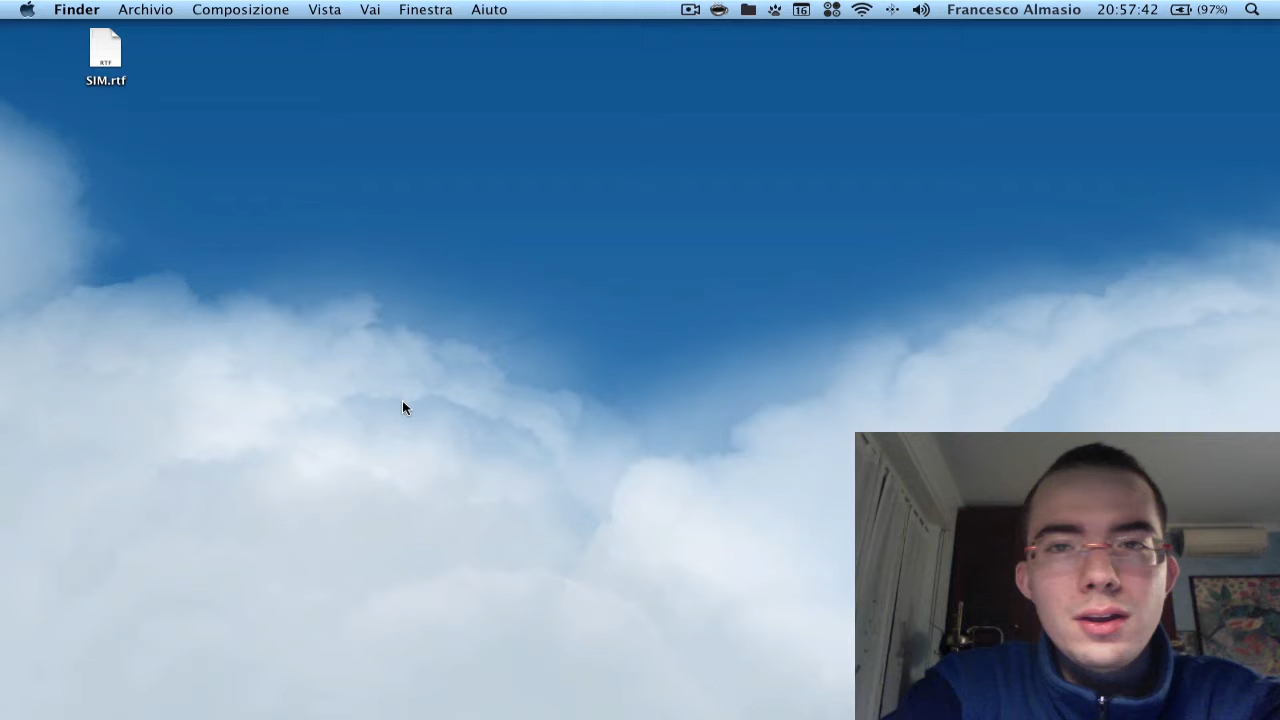 Finder Archivio Composizione Vista Vai Finestra Aiuto 16 Francesco Almasio 20:57:42 (97%)
RTF
SIM.rtf